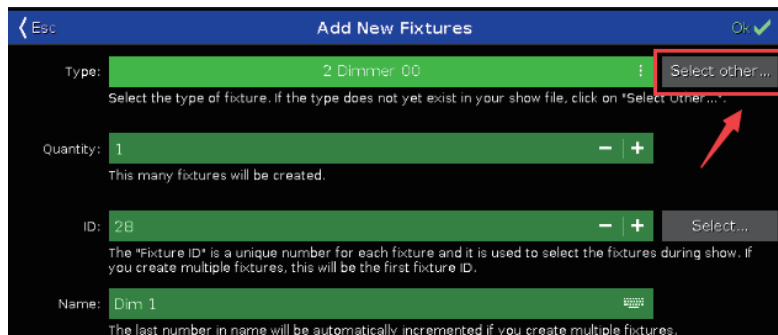 Esc Add New Fixtures Ok
Type: 2 Dimmer 00 Select other...
Select the type of fixture. If the type does not yet exist in your show file, click on "Select Other...".
Quantity: 1
This many fixtures will be created.
ID: 28 Select...
The "Fixture ID" is a unique number for each fixture and it is used to select the fixtures during show. If
you create multiple fixtures, this will be the first fixture ID.
Name: Dim 1
The last number in name will be automatically incremented if you create multiple fixtures.